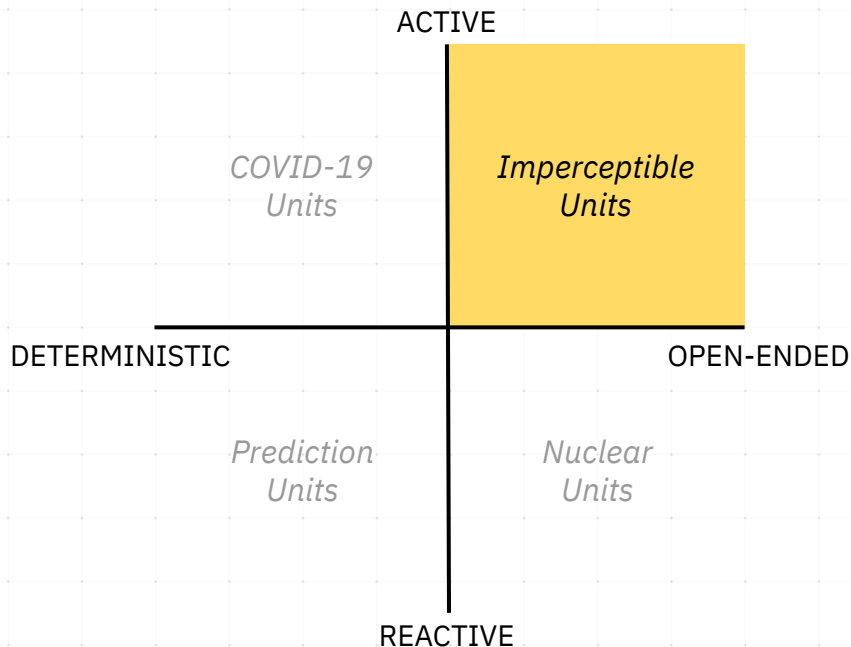 ACTIVE
COVID-19
Units
Imperceptible
Units
DETERMINISTIC
OPEN-ENDED
Prediction
Units
Nuclear
Units
REACTIVE